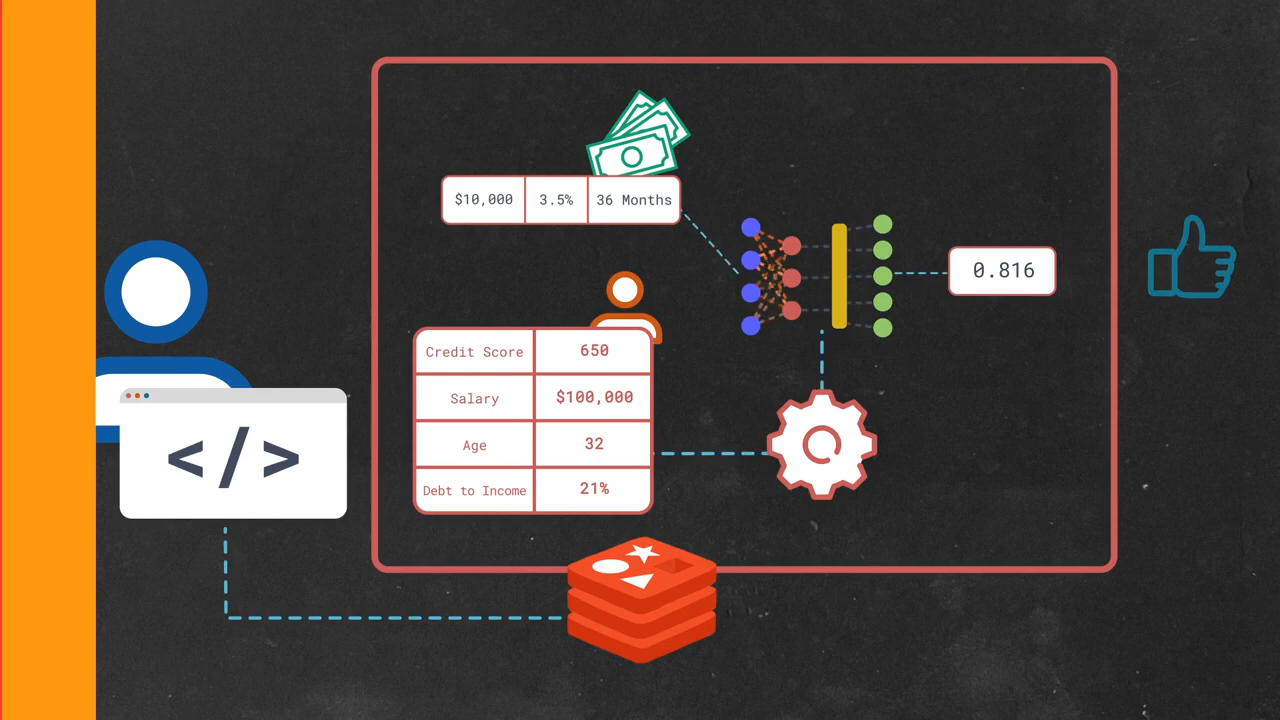 $10,000 3.5% 36 Months
0.816
Credit Score 650
Salary $100,000
Age 32
Debt to Income 21%
</>